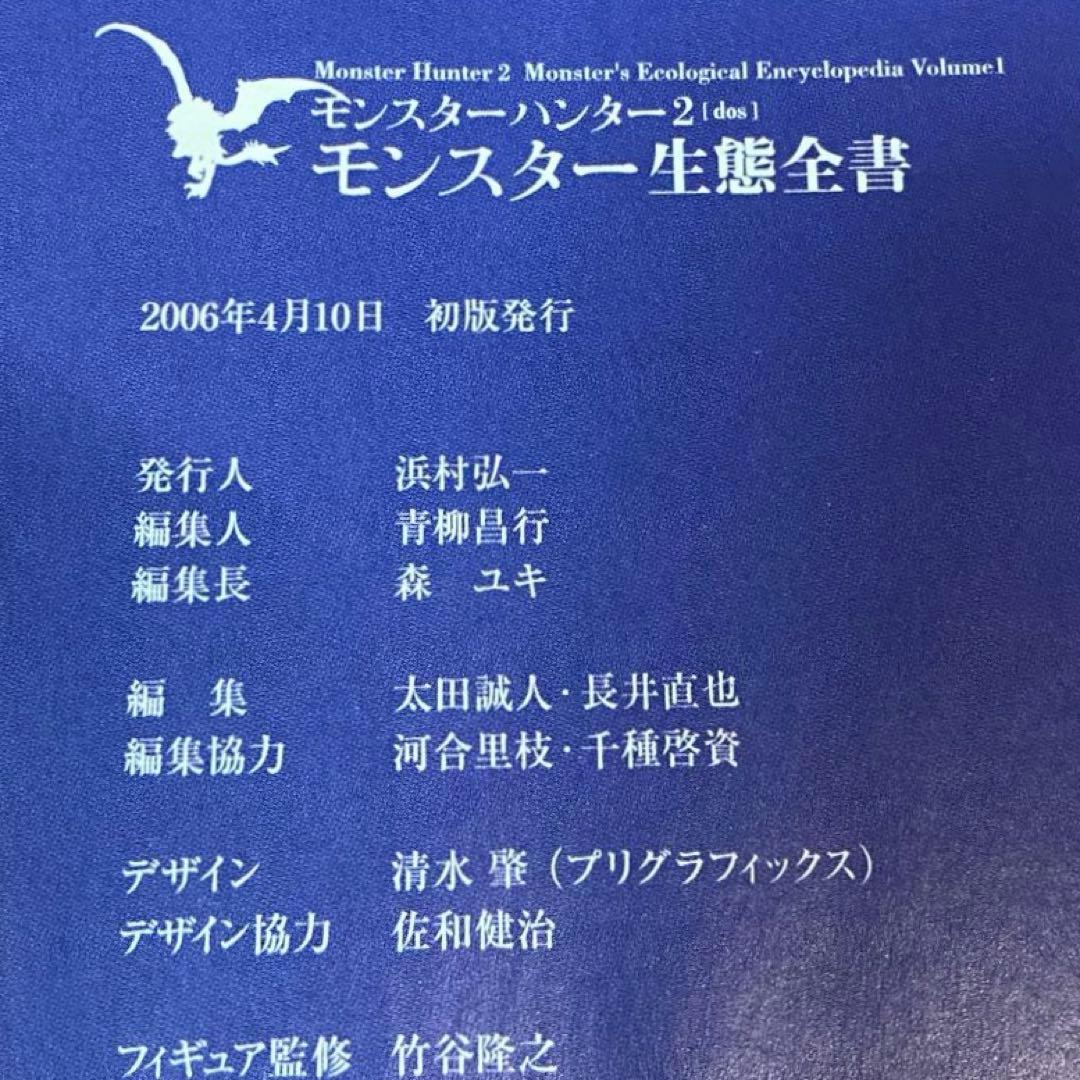 Monster Hunter 2 Monster's Ecological Encyclopedia Volume1
モンスターハンター2[dos]
モンスター生態全書
2006年4月10日 初版発行
発行人 浜村弘一
編集人 青柳昌行
編集長 森 ユキ
編 集 太田誠人・長井直也
編集協力 河合里枝・千種啓資
デザイン 清水 肇（プリグラフィックス）
デザイン協力 佐和健治
フィギュア監修 竹谷隆之